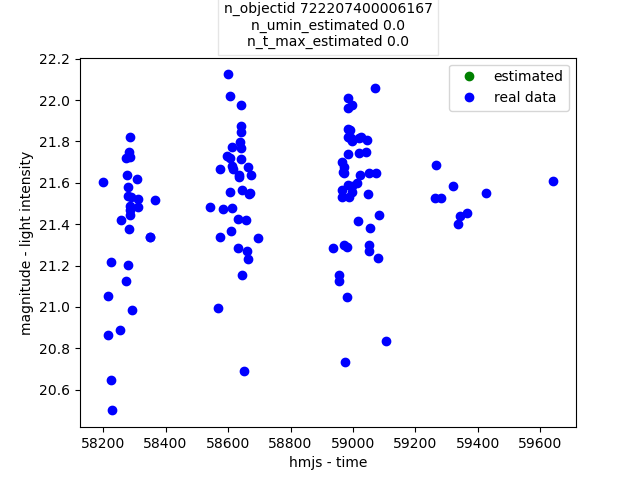 n_objectid 722207400006167
n_umin_estimated 0.0
n_t_max_estimated 0.0
22.2
22.0
21.8
21.6
21.4
21.2
21.0
20.8
20.6
magnitude - light intensity
estimated
real data
58200 58400 58600 58800 59000 59200 59400 59600
hmjs - time